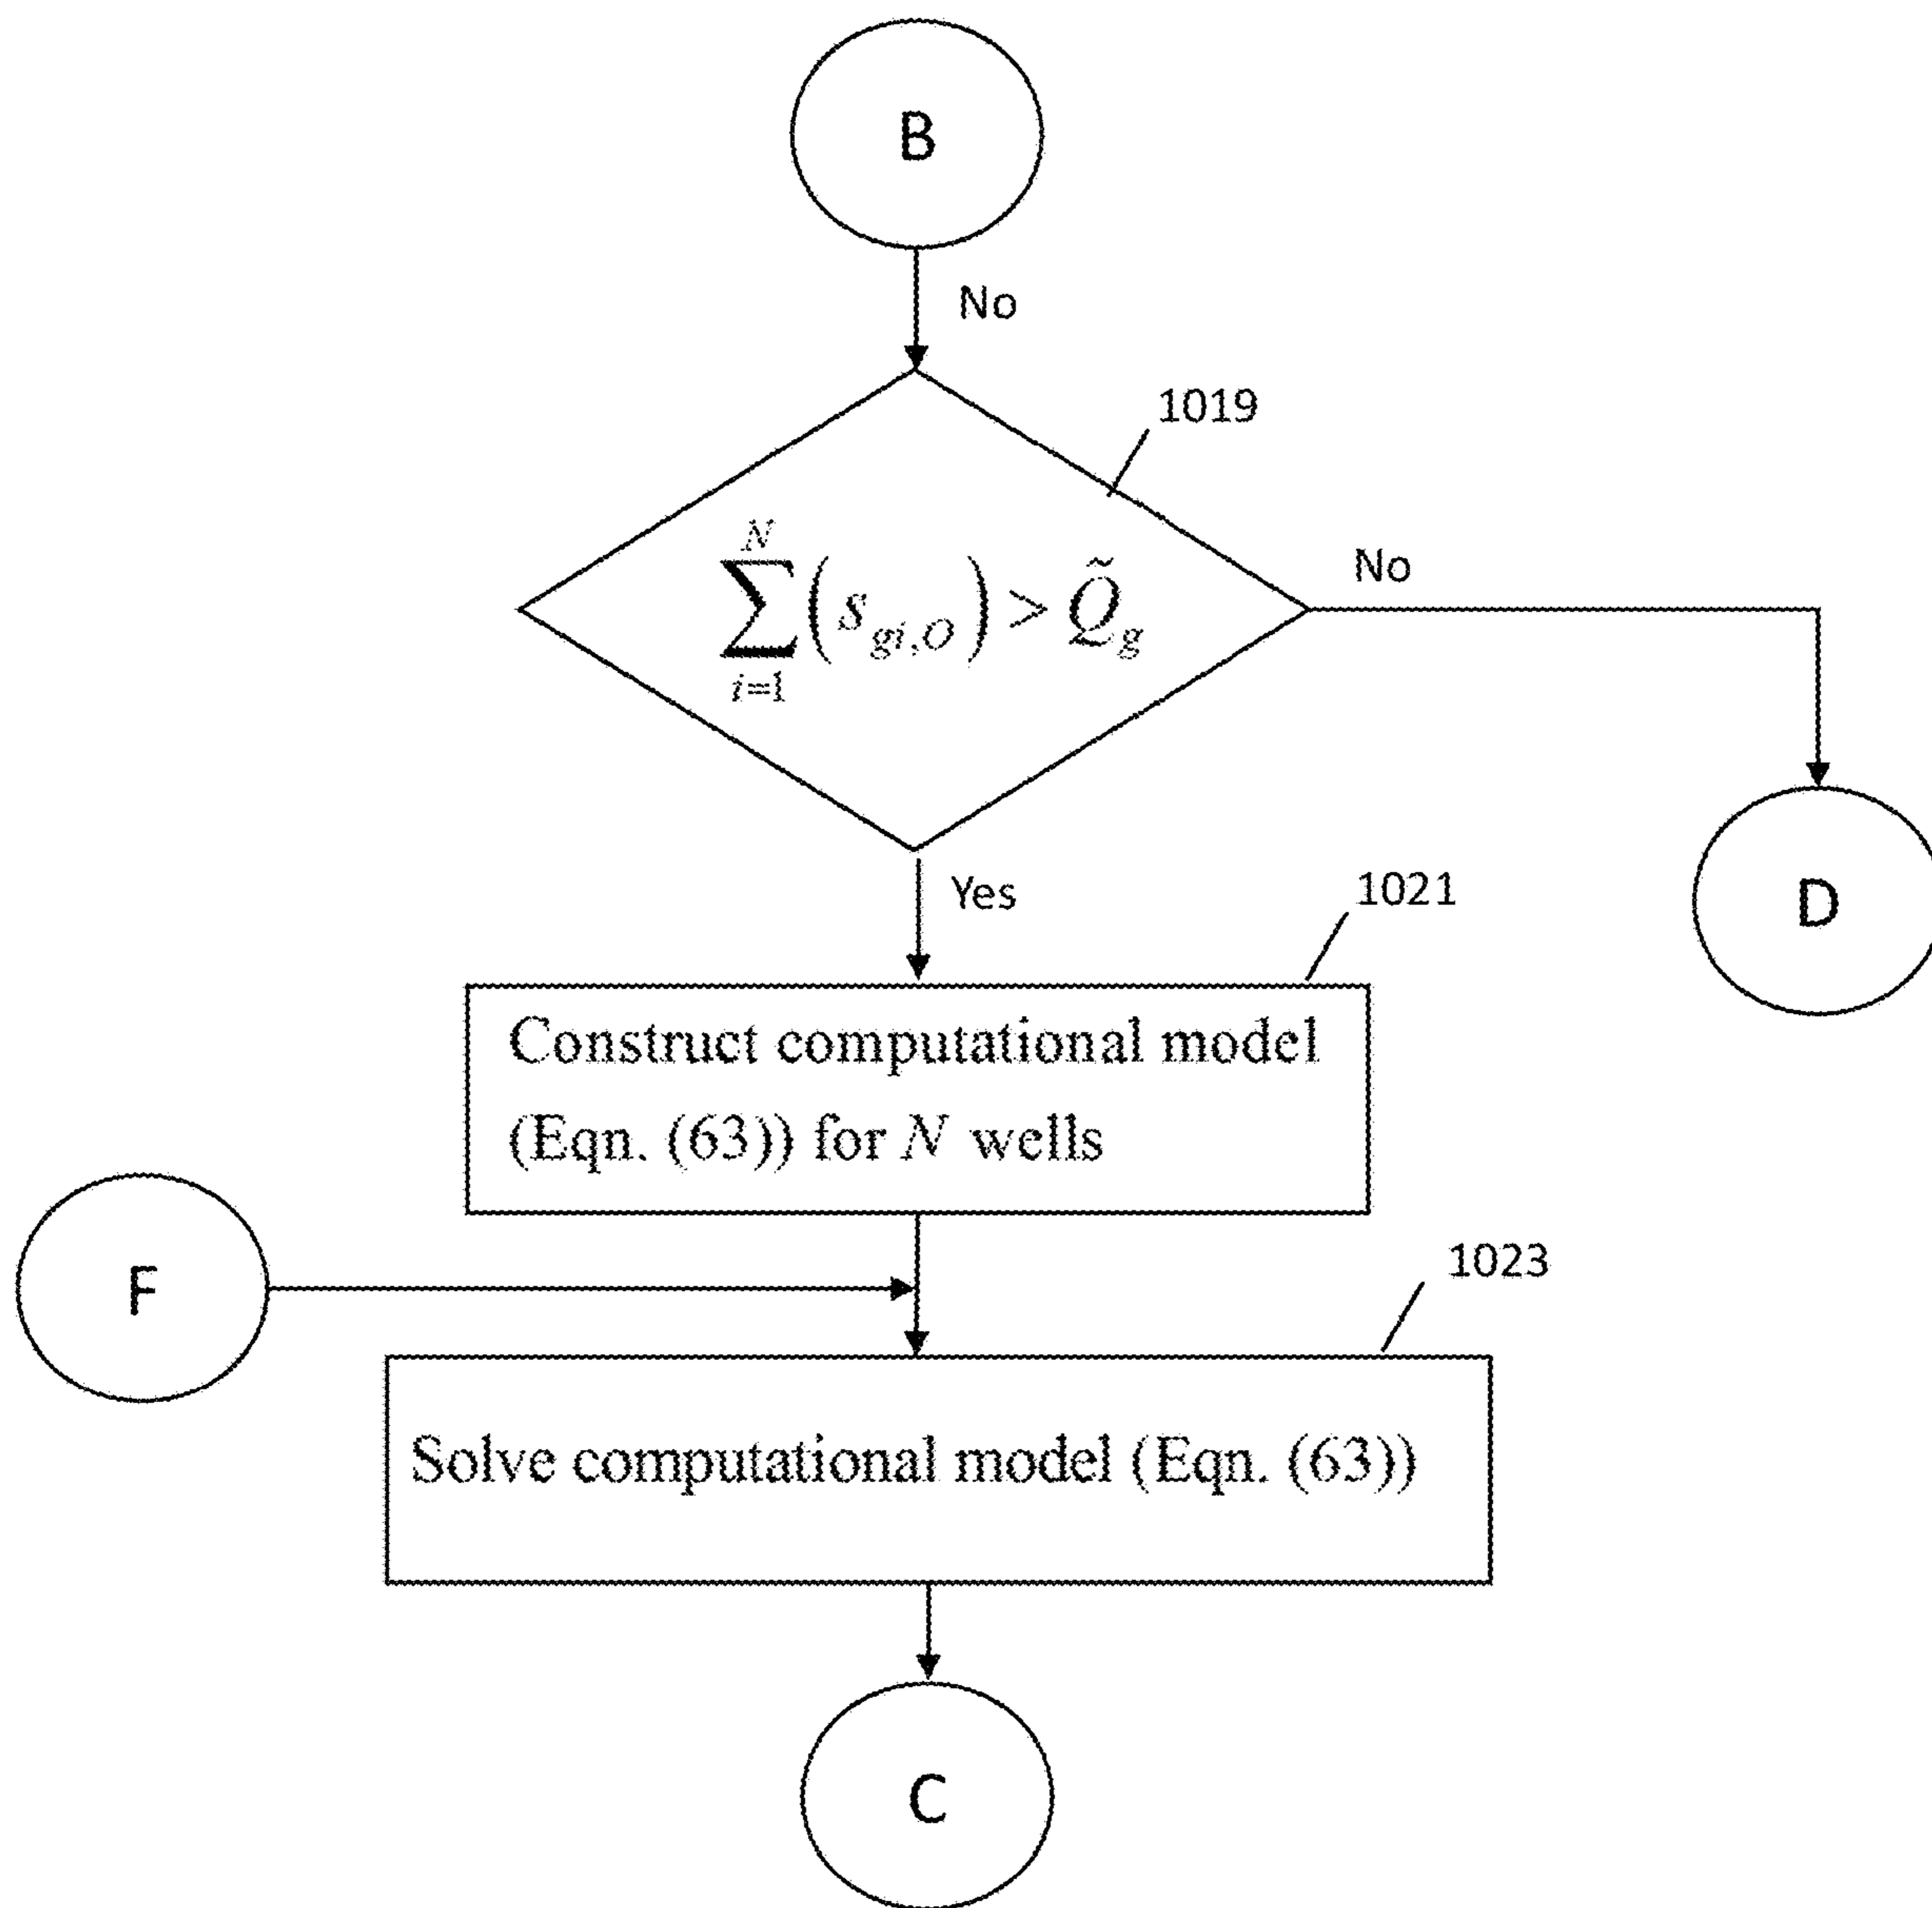 B
No
1019
N
∑(s_{gi,O}) > Q̃_g
i=1
No
Yes
1021
D
Construct computational model
(Eqn. (63)) for N wells
F
1023
Solve computational model (Eqn. (63))
C